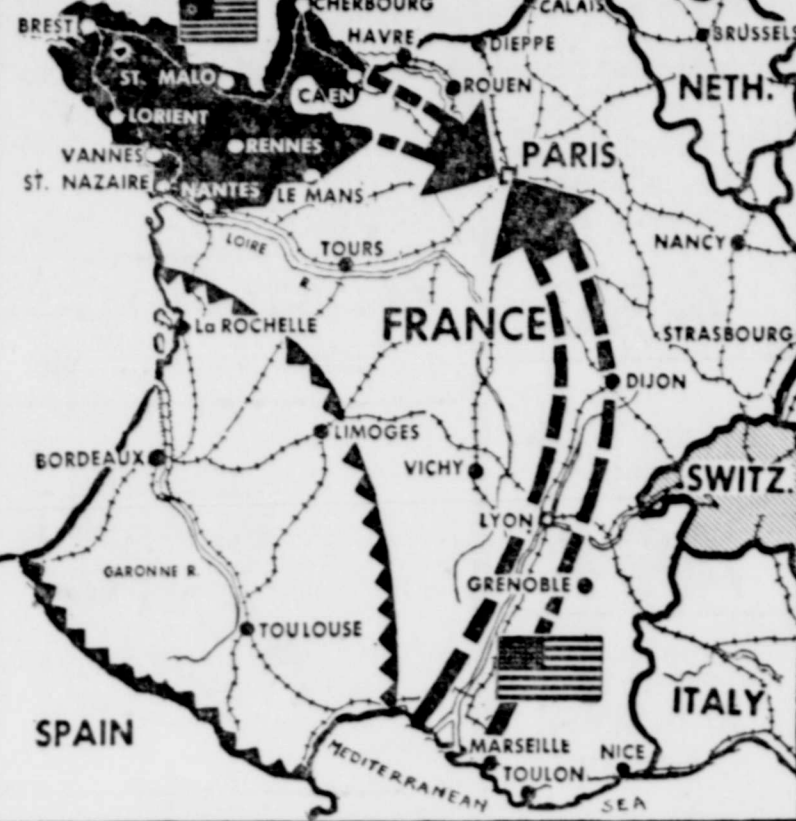 CHERBOURG
CALAIS
BREST
HAVRE
DIEPPE
BRUSSELS
ST. MALO
CAEN
ROUEN
NETH.
LORIENT
RENNES
PARIS
VANNES
ST. NAZAIRE
NANTES
LE MANS
LOIRE
R.
TOURS
NANCY
La ROCHELLE
FRANCE
STRASBOURG
DIJON
LIMOGES
BORDEAUX
VICHY
SWITZ.
LYON
GARONNE R.
GRENOBLE
TOULOUSE
ITALY
SPAIN
MARSEILLE
NICE
MEDITERRANEAN
TOULON
SEA